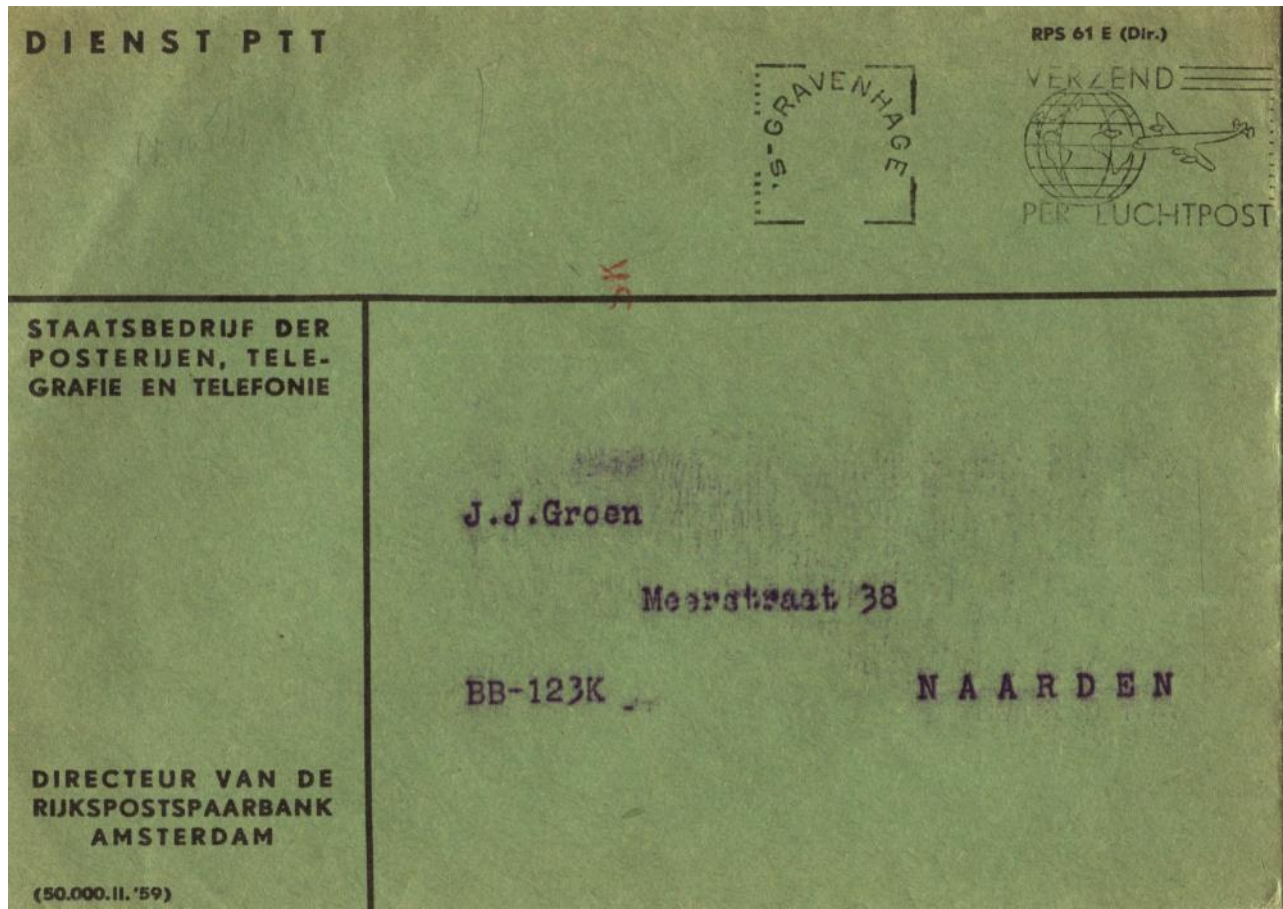 DIENST PTT
RPS 61 E (Dir.)
's-GRAVENHAGE
VERZEND
PER LUCHTPOST
STAATSBEDRIJF DER
POSTERIJEN, TELE-
GRAFIE EN TELEFONIE
J.J.Groen
Meerstraat 38
BB-123K
NAARDEN
DIRECTEUR VAN DE
RIJKSPOSTSPAARBANK
AMSTERDAM
(50.000.II.'59)